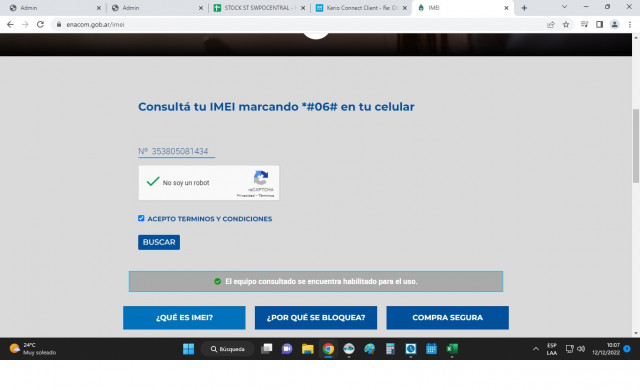 Admin
Admin
STOCK ST SWPOCENTRAL -
Kerio Connect Client - Re:
IMEI
enacom.gob.ar/imei
Consultá tu IMEI marcando *#06# en tu celular
Nº 353805081434
No soy un robot
reCAPTCHA
Privacidad - Términos
ACEPTO TERMINOS Y CONDICIONES
BUSCAR
El equipo consultado se encuentra habilitado para el uso.
¿QUÉ ES IMEI?
¿POR QUÉ SE BLOQUEA?
COMPRA SEGURA
24°C
Muy soleado
Búsqueda
ESP
LAA
10:07
12/12/2022